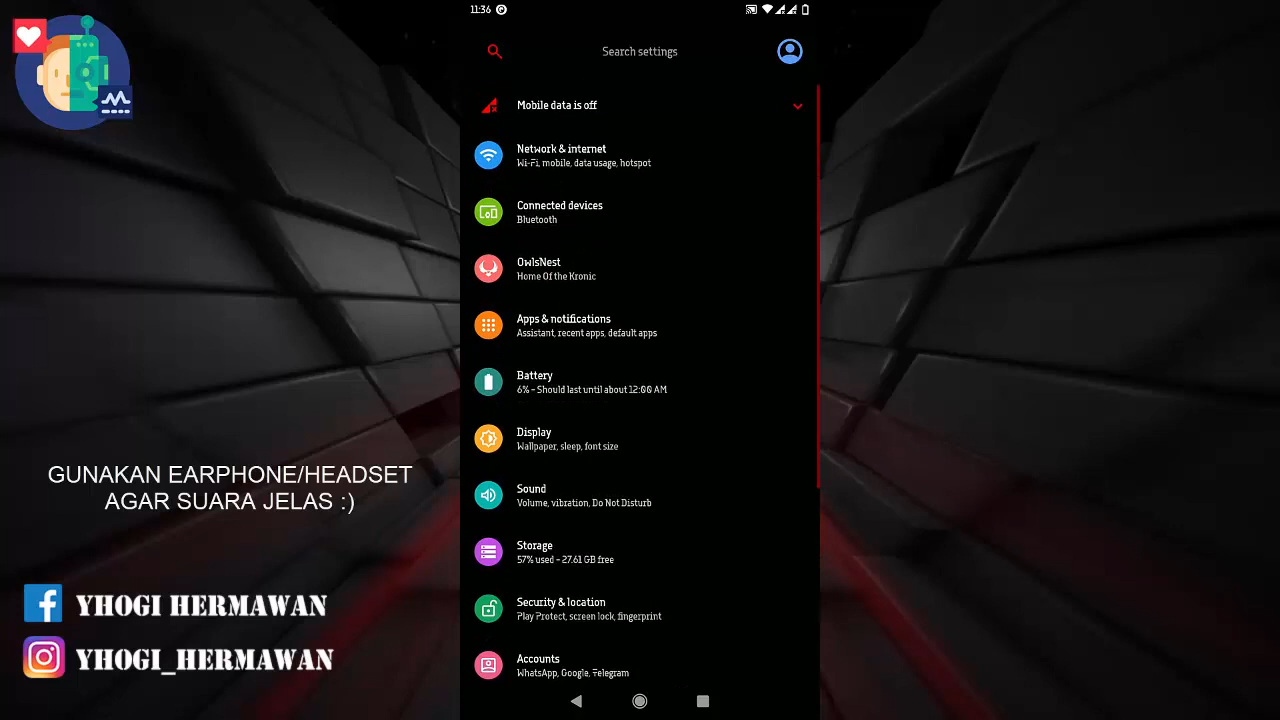 11:36
Search settings
Mobile data is off
Network & internet
Wi-Fi, mobile, data usage, hotspot
Connected devices
Bluetooth
OwlsNest
Home Of the Kronic
Apps & notifications
Assistant, recent apps, default apps
Battery
6% - Should last until about 12:00 AM
Display
Wallpaper, sleep, font size
Sound
Volume, vibration, Do Not Disturb
Storage
57% used - 27.61 GB free
Security & location
Play Protect, screen lock, fingerprint
Accounts
WhatsApp, Google, Telegram
GUNAKAN EARPHONE/HEADSET
AGAR SUARA JELAS :)
YHOGI HERMAWAN
YHOGI_HERMAWAN